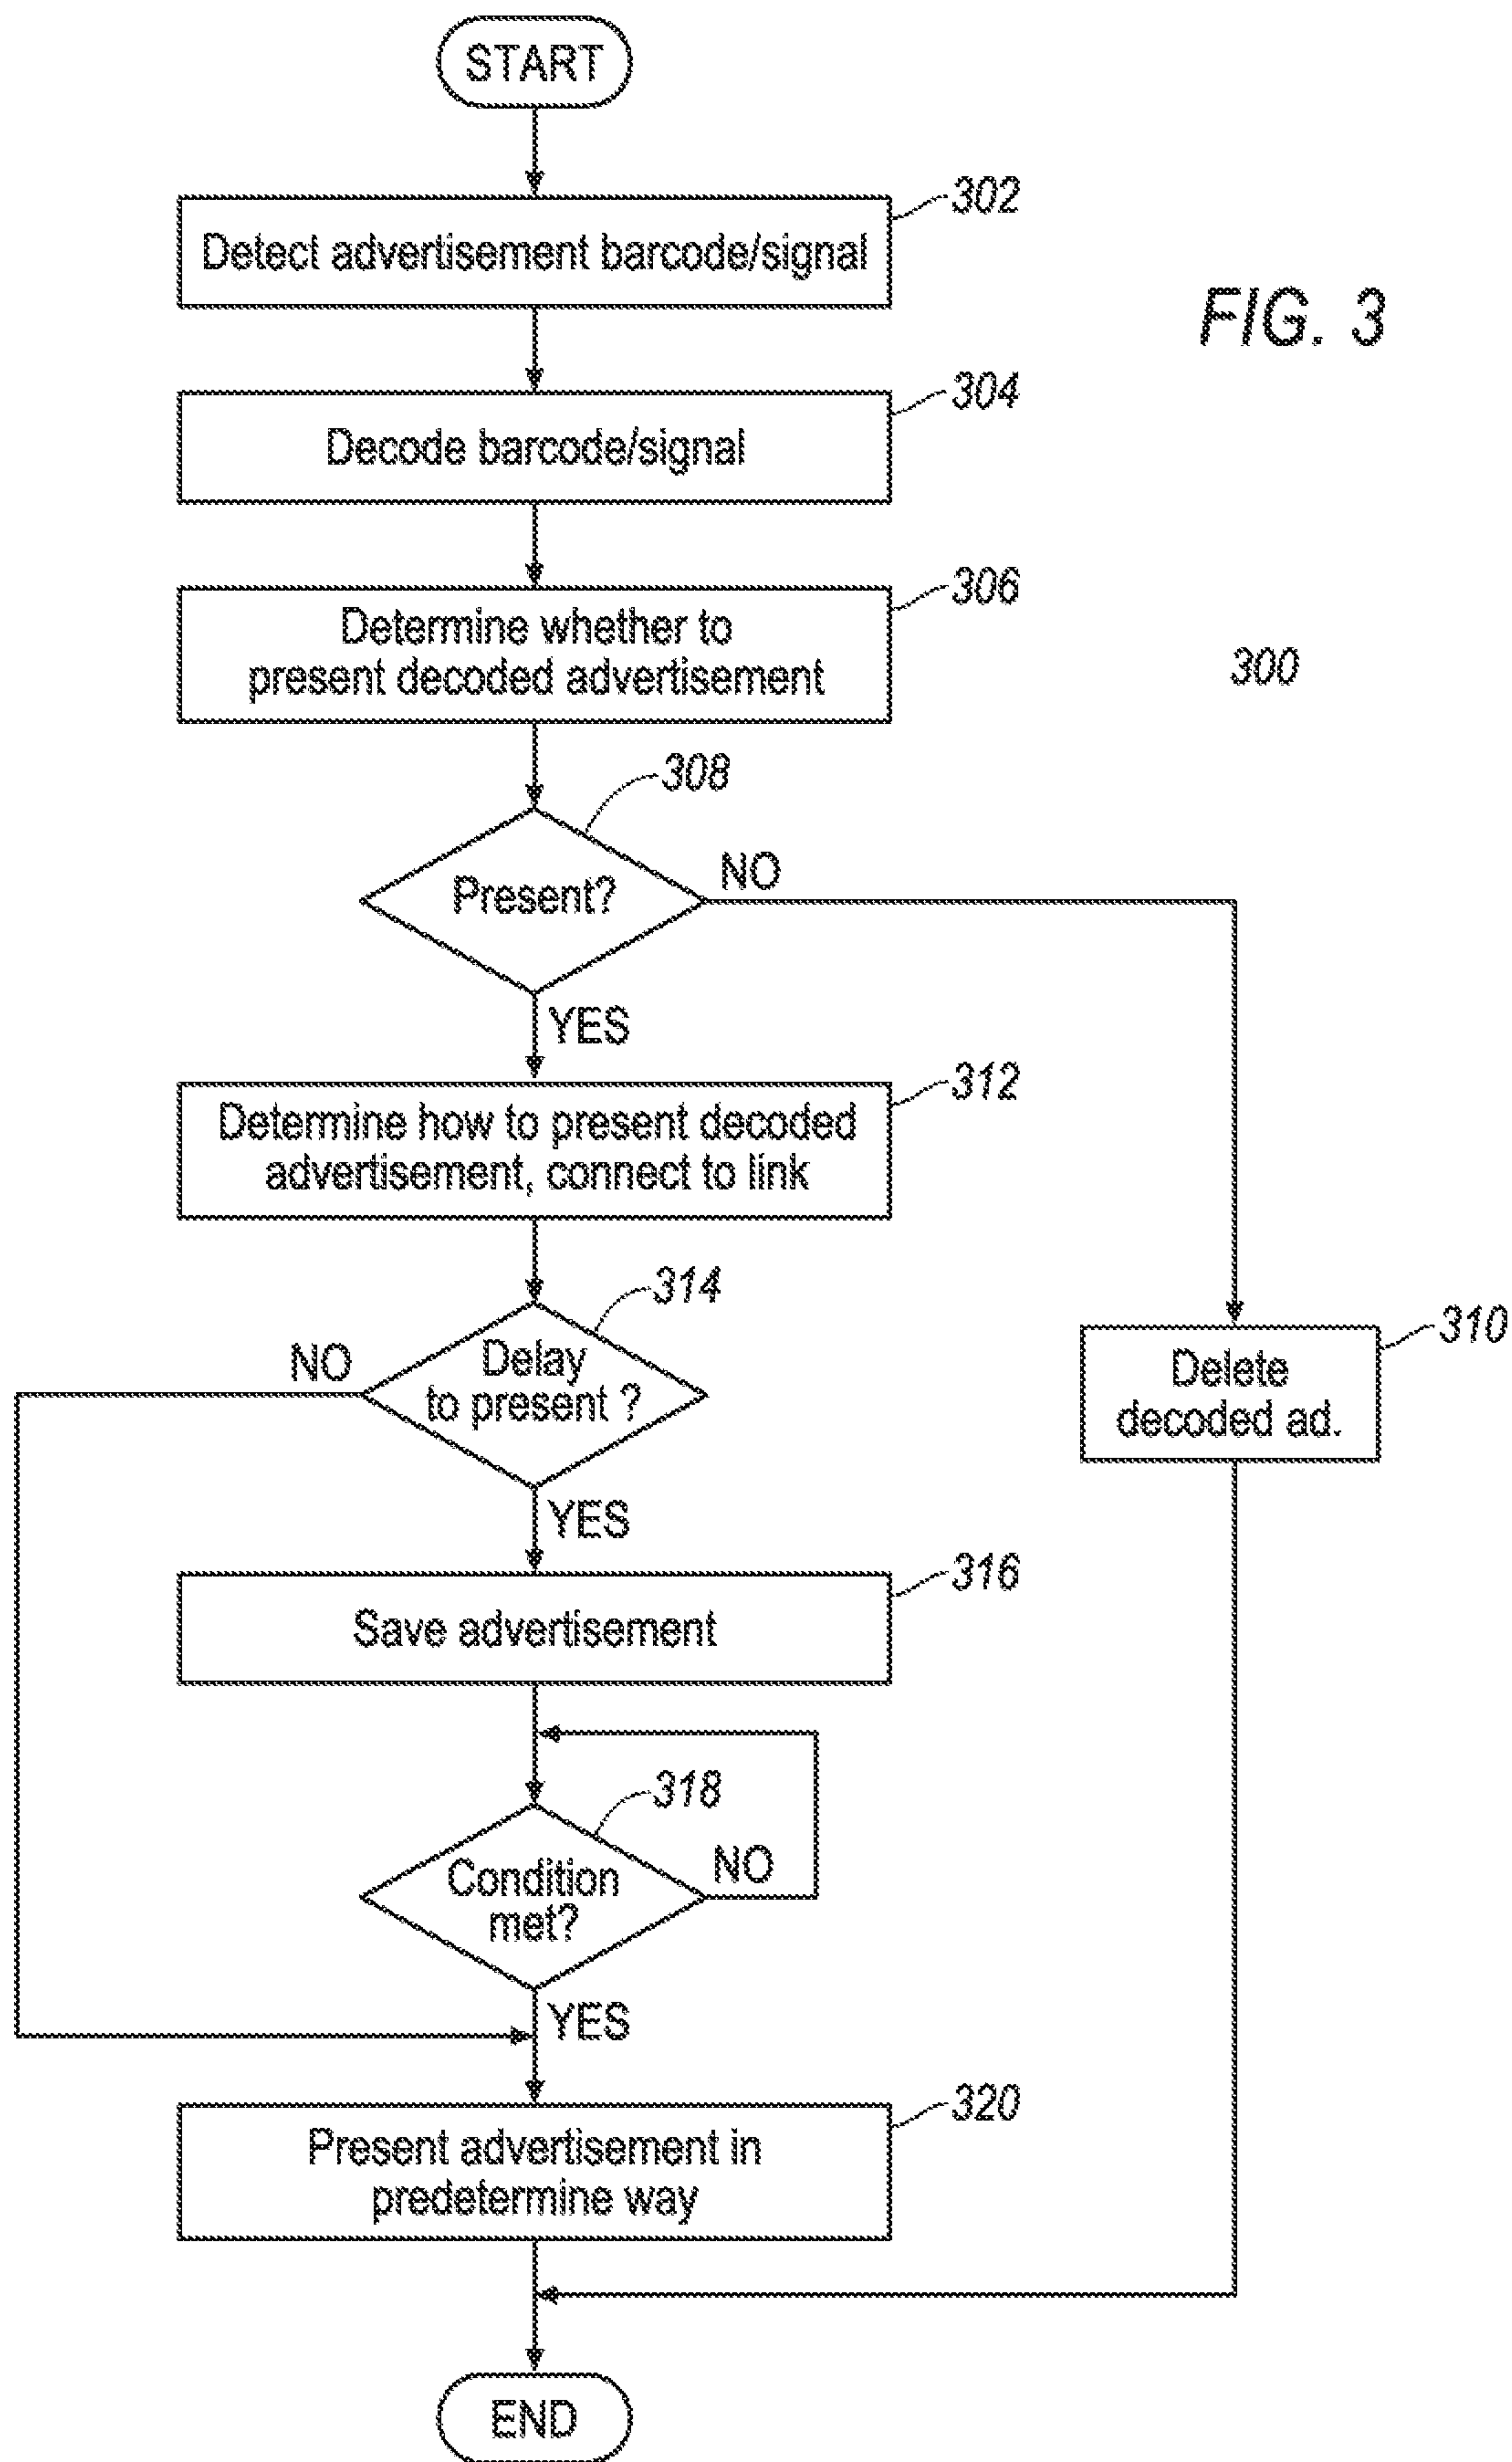 START
302
Detect advertisement barcode/signal
FIG. 3
304
Decode barcode/signal
306
Determine whether to
present decoded advertisement
300
308
Present?
NO
YES
312
Determine how to present decoded
advertisement, connect to link
314
NO
Delay
to present ?
310
Delete
decoded ad.
YES
316
Save advertisement
318
Condition
met?
NO
YES
320
Present advertisement in
predetermine way
END